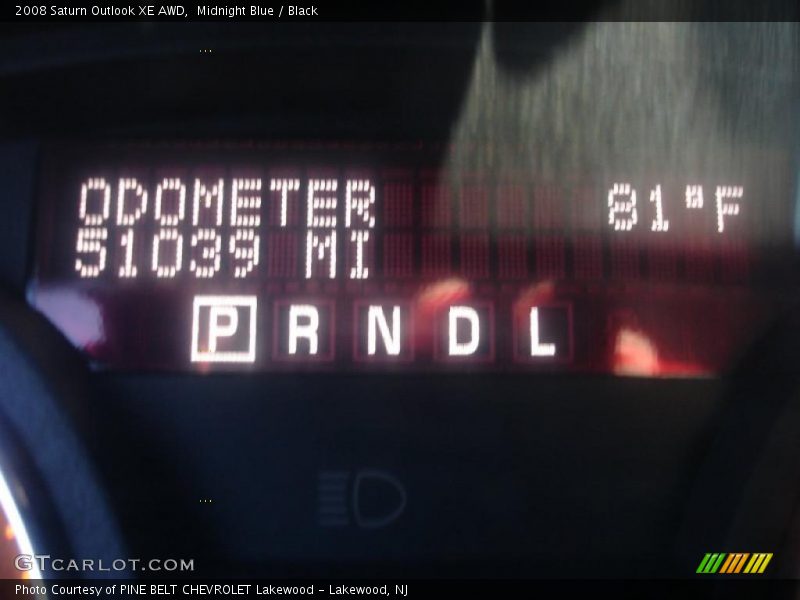 2008 Saturn Outlook XE AWD,  Midnight Blue / Black
ODOMETER 81°F
51039 MI
P R N D L
GTCARLOT.COM
Photo Courtesy of PINE BELT CHEVROLET Lakewood - Lakewood, NJ